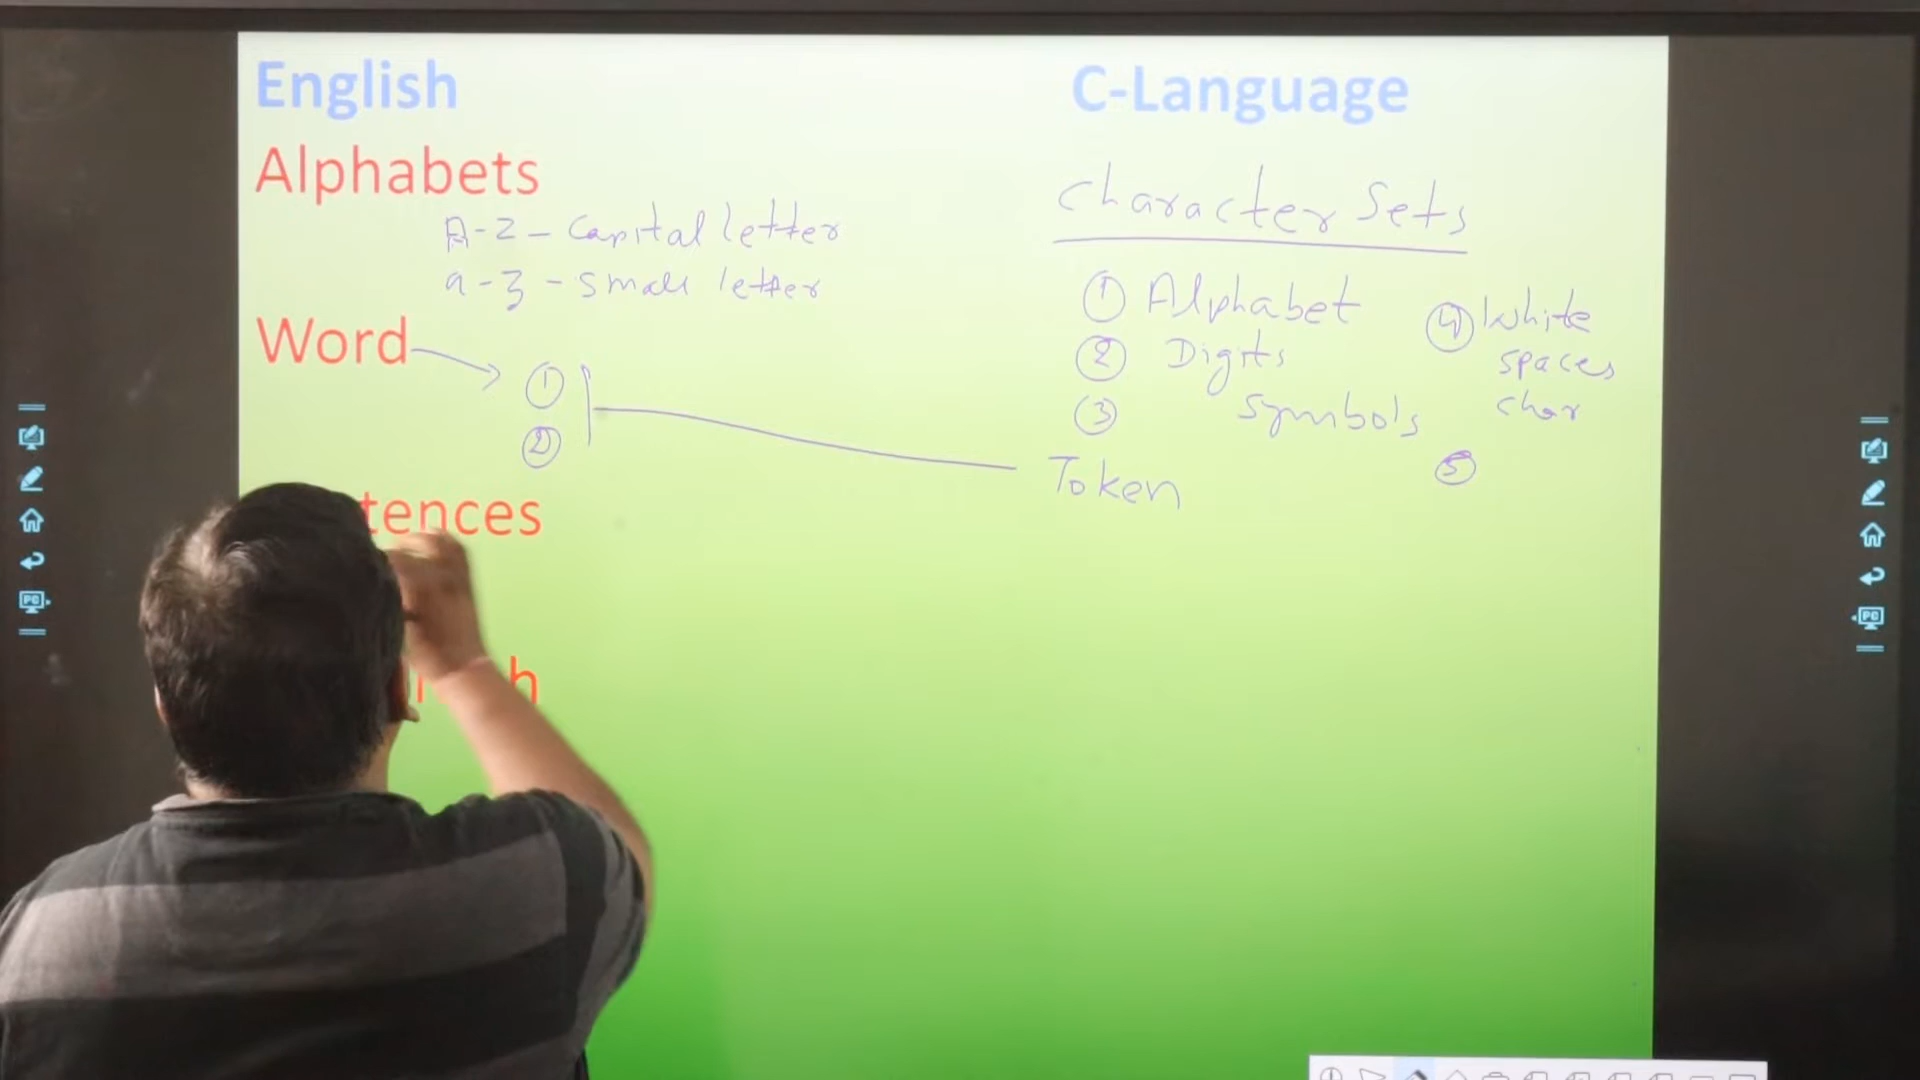 English
Alphabets
A-Z - Capital letter
a-z - small letter
Word
①
②
tences
h
C-Language
Character Sets
① Alphabet
② Digits
③ symbols
④ White
spaces
char
⑤
Token